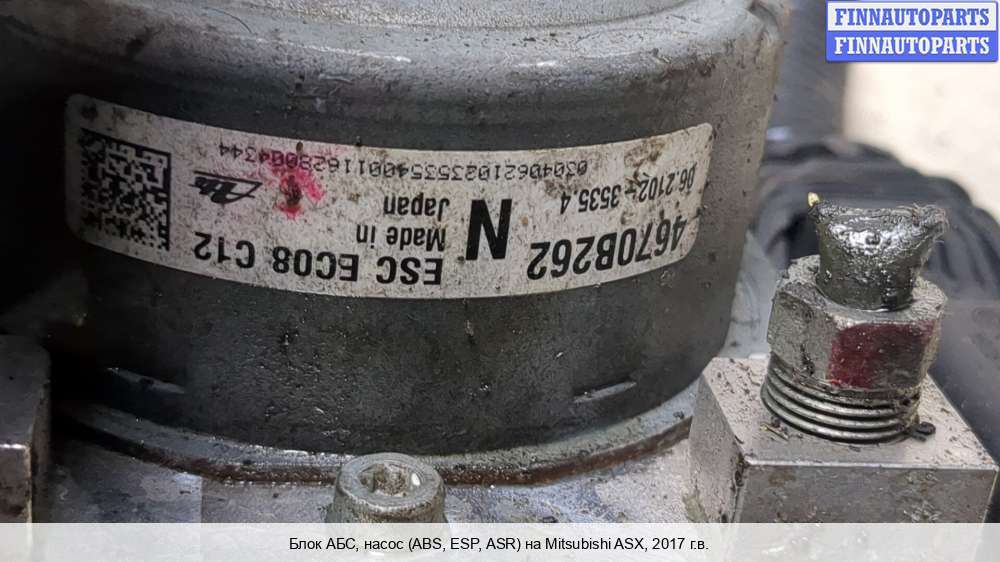 FINNAUTOPARTS
FINNAUTOPARTS
4670B262
06.2102-3535.4
N
ESC EC08 C12
Made in
Japan
Ate
0304062102353540011628004344
Блок АБС, насос (ABS, ESP, ASR) на Mitsubishi ASX, 2017 г.в.